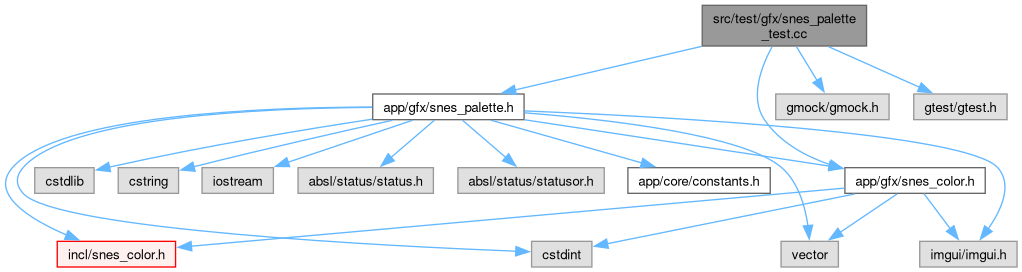 src/test/gfx/snes_palette
_test.cc
app/gfx/snes_palette.h
gmock/gmock.h
gtest/gtest.h
cstdlib
cstring
iostream
absl/status/status.h
absl/status/statusor.h
app/core/constants.h
app/gfx/snes_color.h
incl/snes_color.h
cstdint
vector
imgui/imgui.h